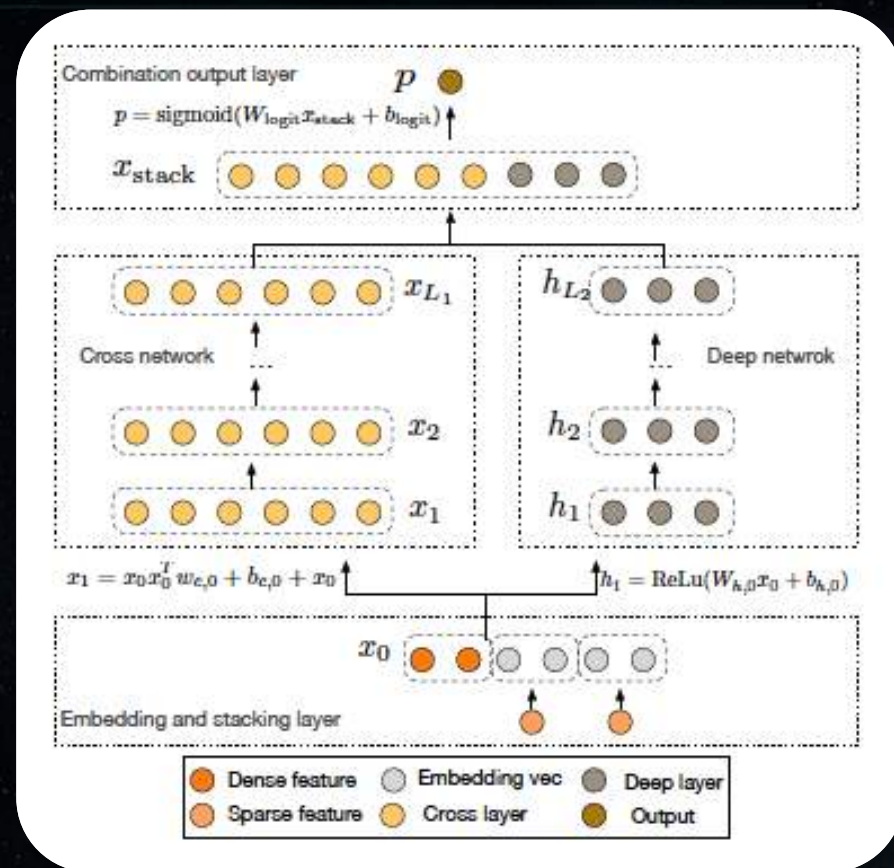 Combination output layer
p
p = sigmoid(W_logit x_stack + b_logit)
x_stack
x_{L_1}
h_{L_2}
Cross network
...
...
Deep netwrok
x_2
h_2
x_1
h_1
x_1 = x_0 x_0^T w_{c,0} + b_{c,0} + x_0
h_1 = ReLu(W_{h,0} x_0 + b_{h,0})
x_0
Embedding and stacking layer
Dense feature
Embedding vec
Deep layer
Sparse feature
Cross layer
Output